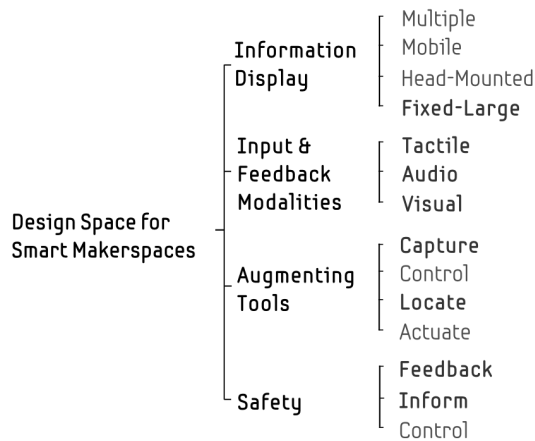 Design Space for
Smart Makerspaces
Information
Display
Multiple
Mobile
Head-Mounted
Fixed-Large
Input &
Feedback
Modalities
Tactile
Audio
Visual
Augmenting
Tools
Capture
Control
Locate
Actuate
Safety
Feedback
Inform
Control